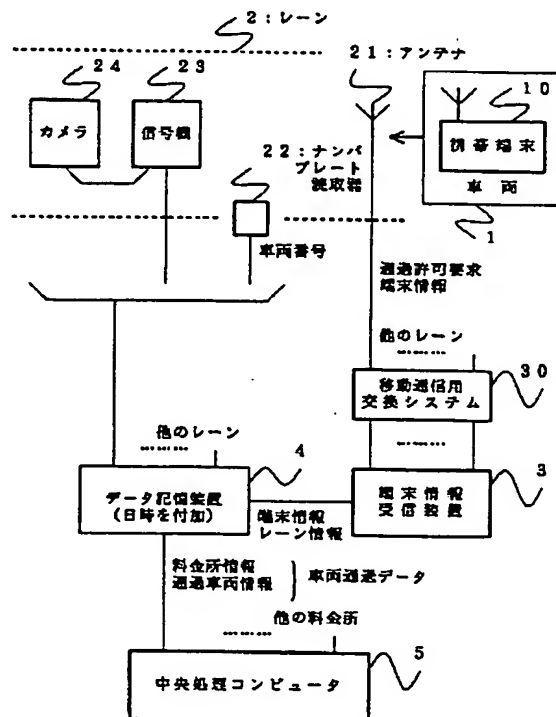 2:レーン
24
23
21:アンテナ
10
カメラ
信号機
22:ナンバ
プレート
読取器
携帯端末
車両
1
車両番号
通過許可要求
端末情報
他のレーン
………
30
移動通信用
交換システム
………
他のレーン
………
4
3
データ記憶装置
(日時を付加)
端末情報
受信装置
端末情報
レーン情報
料金所情報
通過車両情報
車両通過データ
他の料金所
………
5
中央処理コンピュータ